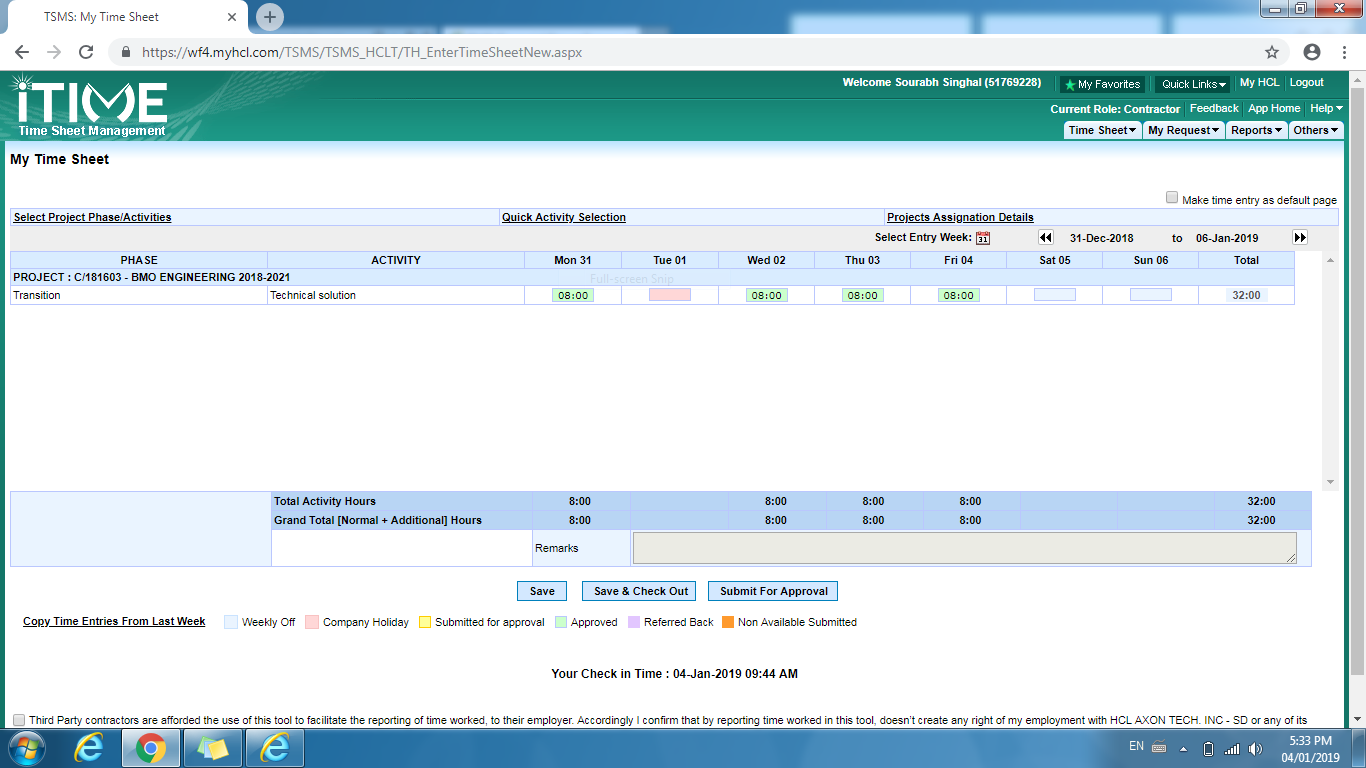 TSMS: My Time Sheet
https://wf4.myhcl.com/TSMS/TSMS_HCLT/TH_EnterTimeSheetNew.aspx
iTIME
Time Sheet Management
Welcome Sourabh Singhal (51769228) My Favorites Quick Links My HCL Logout
Current Role: Contractor Feedback App Home Help
Time Sheet My Request Reports Others
My Time Sheet
Make time entry as default page
Select Project Phase/Activities Quick Activity Selection Projects Assignation Details
Select Entry Week: 31 31-Dec-2018 to 06-Jan-2019
PHASE ACTIVITY Mon 31 Tue 01 Wed 02 Thu 03 Fri 04 Sat 05 Sun 06 Total
PROJECT : C/181603 - BMO ENGINEERING 2018-2021
Full-screen Snip
Transition Technical solution 08:00 08:00 08:00 08:00 32:00
Total Activity Hours 8:00 8:00 8:00 8:00 32:00
Grand Total [Normal + Additional] Hours 8:00 8:00 8:00 8:00 32:00
Remarks
Save Save & Check Out Submit For Approval
Copy Time Entries From Last Week Weekly Off Company Holiday Submitted for approval Approved Referred Back Non Available Submitted
Your Check in Time : 04-Jan-2019 09:44 AM
Third Party contractors are afforded the use of this tool to facilitate the reporting of time worked, to their employer. Accordingly I confirm that by reporting time worked in this tool, doesn't create any right of my employment with HCL AXON TECH. INC - SD or any of its
EN 5:33 PM
04/01/2019